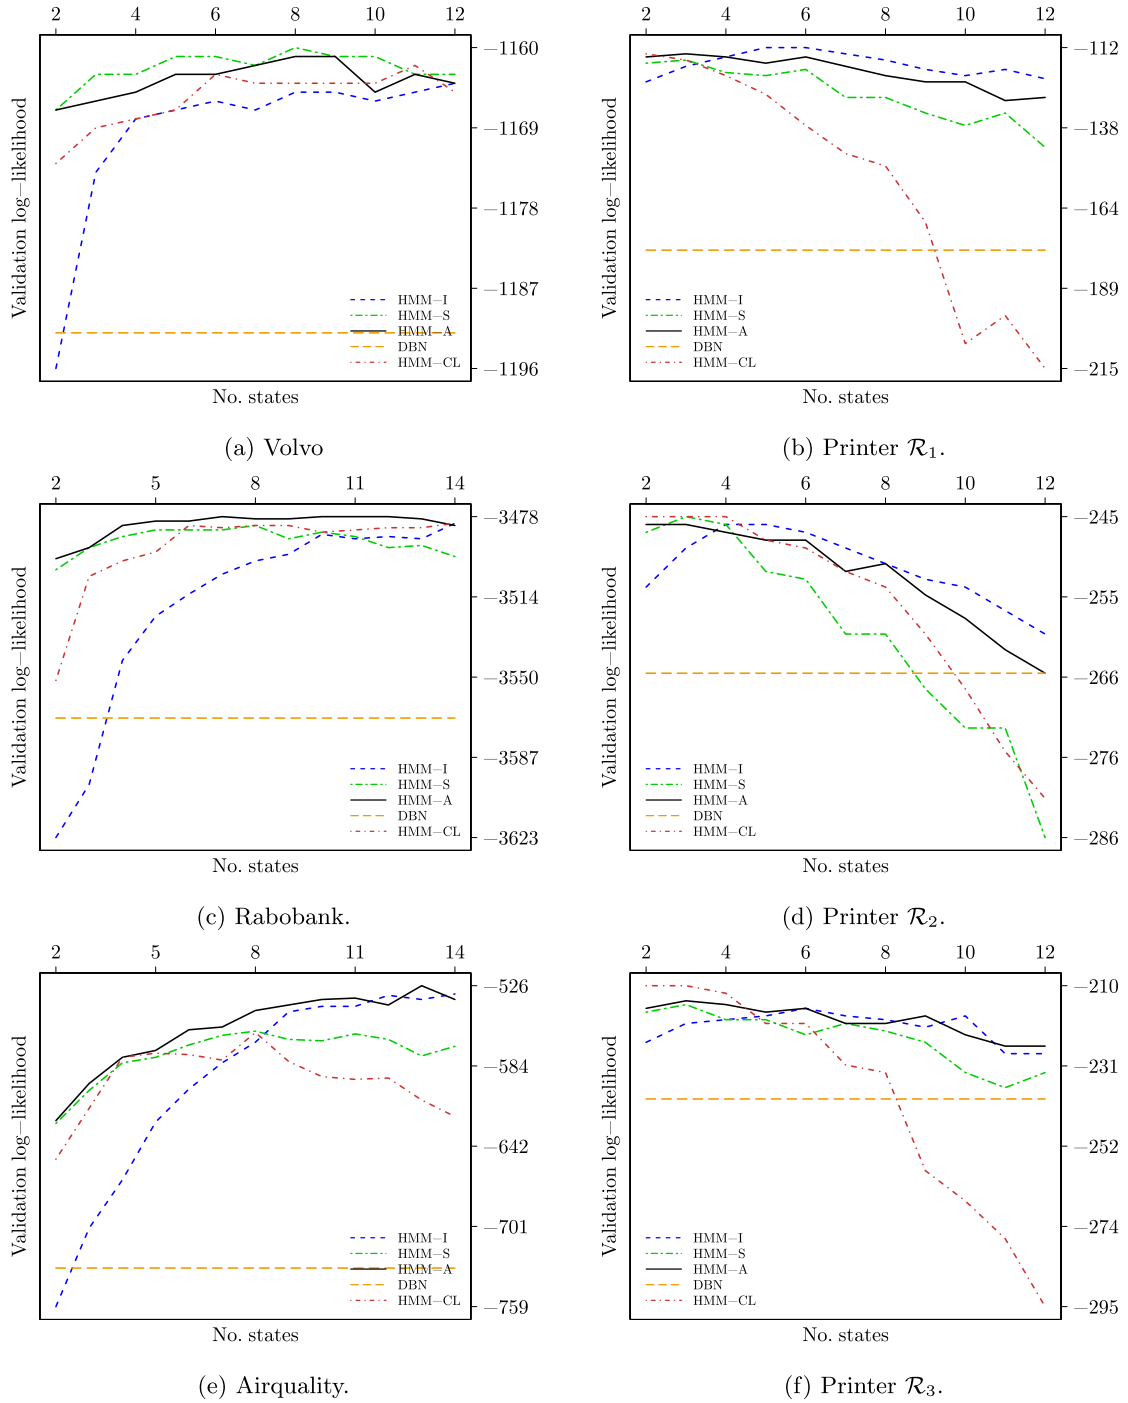 2 4 6 8 10 12
Validation log−likelihood
−1160
−1169
−1178
−1187
−1196
HMM−I
HMM−S
HMM−A
DBN
HMM−CL
No. states
(a) Volvo
2 4 6 8 10 12
Validation log−likelihood
−112
−138
−164
−189
−215
HMM−I
HMM−S
HMM−A
DBN
HMM−CL
No. states
(b) Printer R₁.
2 5 8 11 14
Validation log−likelihood
−3478
−3514
−3550
−3587
−3623
HMM−I
HMM−S
HMM−A
DBN
HMM−CL
No. states
(c) Rabobank.
2 4 6 8 10 12
Validation log−likelihood
−245
−255
−266
−276
−286
HMM−I
HMM−S
HMM−A
DBN
HMM−CL
No. states
(d) Printer R₂.
2 5 8 11 14
Validation log−likelihood
−526
−584
−642
−701
−759
HMM−I
HMM−S
HMM−A
DBN
HMM−CL
No. states
(e) Airquality.
2 4 6 8 10 12
Validation log−likelihood
−210
−231
−252
−274
−295
HMM−I
HMM−S
HMM−A
DBN
HMM−CL
No. states
(f) Printer R₃.